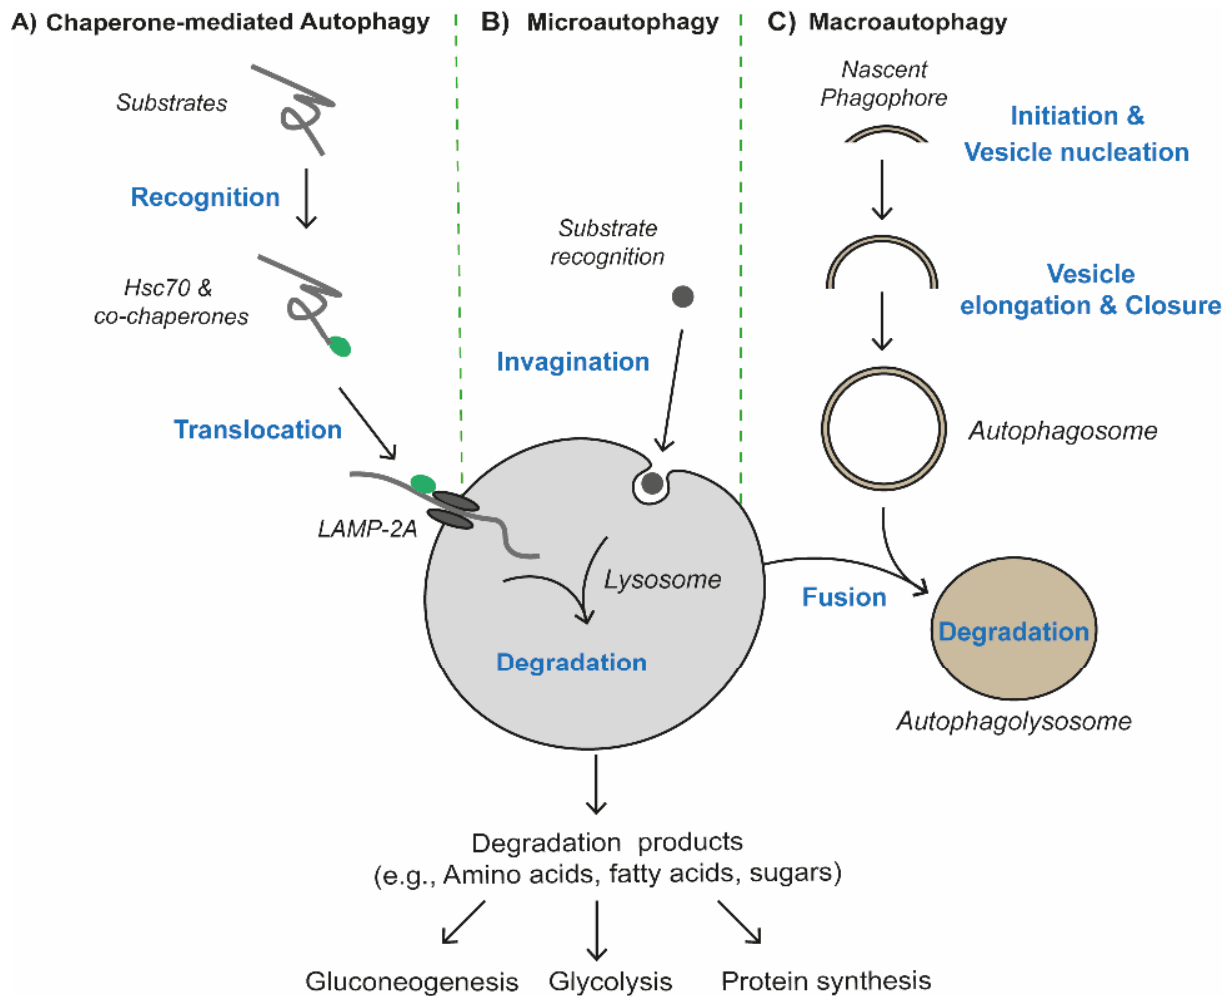 A) Chaperone-mediated Autophagy
Substrates
Recognition
Hsc70 &
co-chaperones
Translocation
LAMP-2A
B) Microautophagy
Substrate
recognition
Invagination
Lysosome
Degradation
C) Macroautophagy
Nascent
Phagophore
Initiation &
Vesicle nucleation
Vesicle
elongation & Closure
Autophagosome
Fusion
Degradation
Autophagolysosome
Degradation products
(e.g., Amino acids, fatty acids, sugars)
Gluconeogenesis
Glycolysis
Protein synthesis